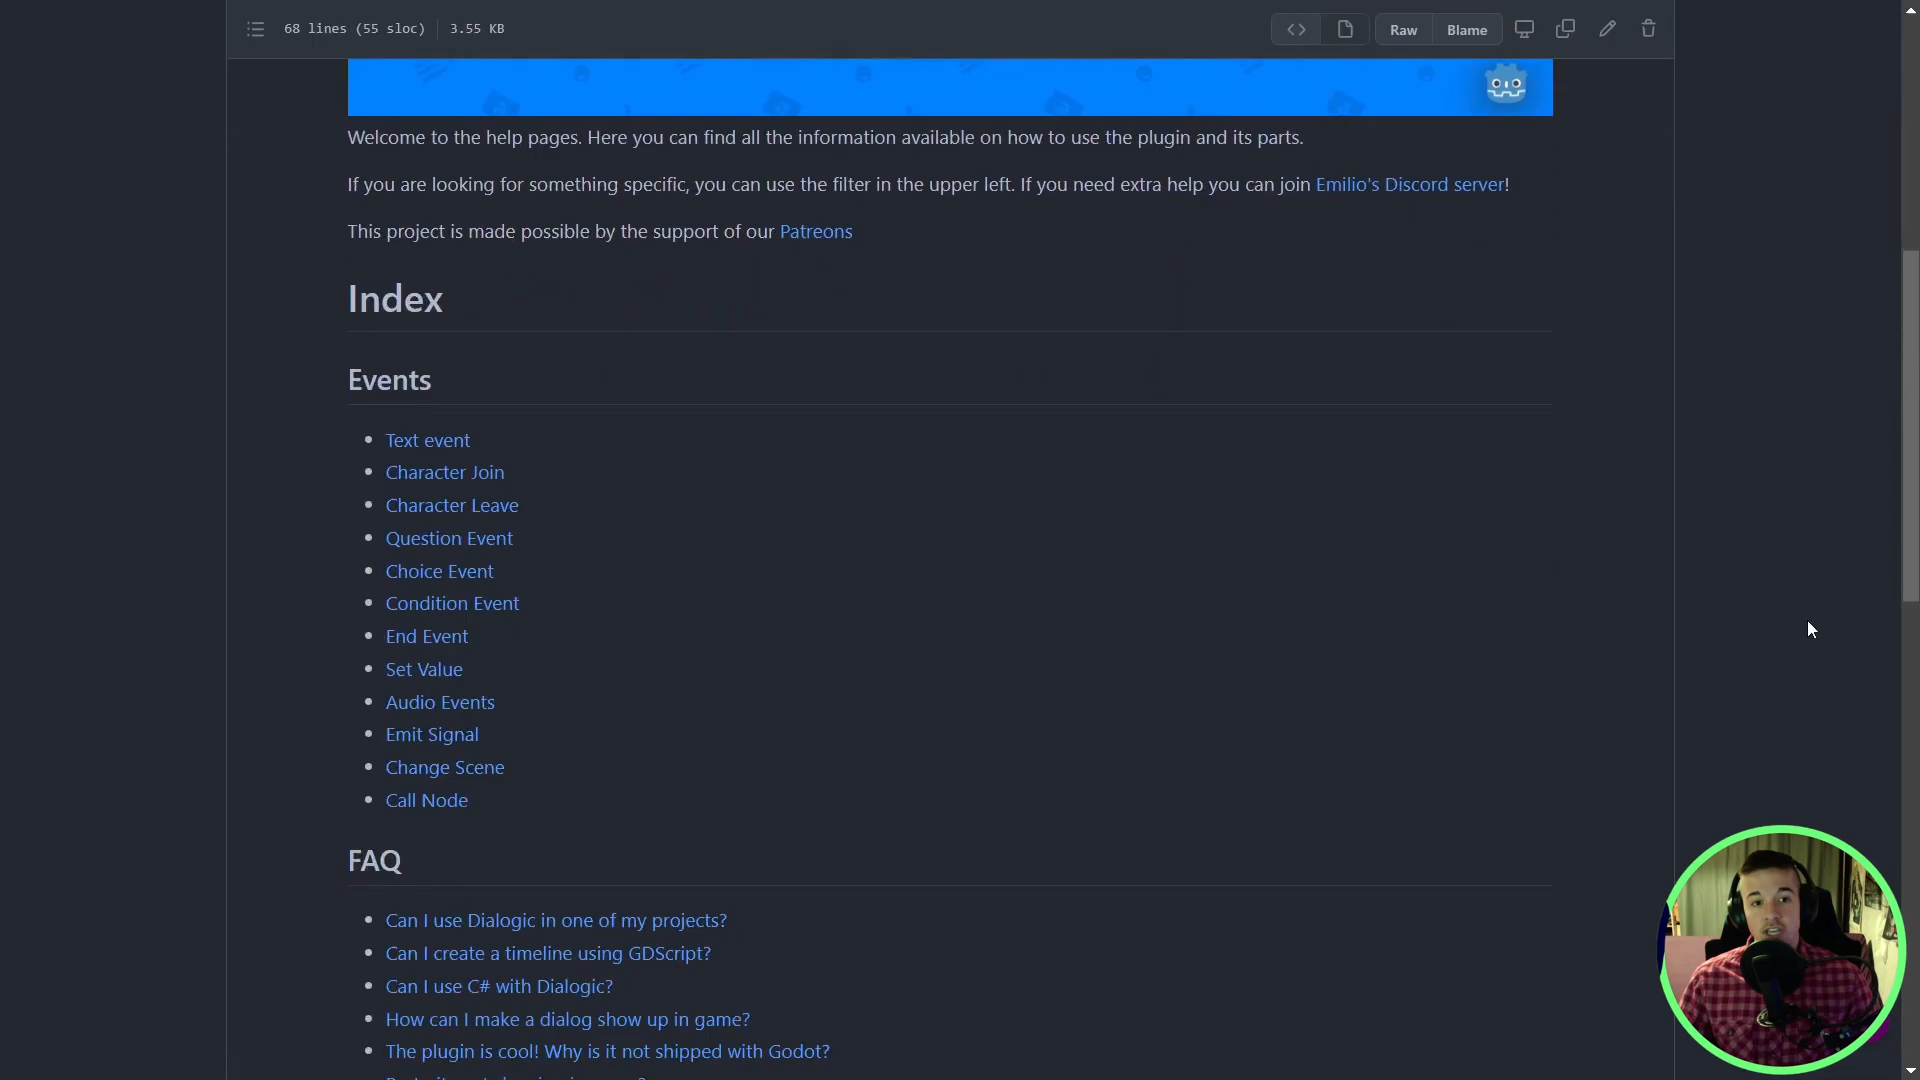 68 lines (55 sloc)
3.55 KB
Raw
Blame
Welcome to the help pages. Here you can find all the information available on how to use the plugin and its parts.
If you are looking for something specific, you can use the filter in the upper left. If you need extra help you can join Emilio's Discord server!
This project is made possible by the support of our Patreons
Index
Events
Text event
Character Join
Character Leave
Question Event
Choice Event
Condition Event
End Event
Set Value
Audio Events
Emit Signal
Change Scene
Call Node
FAQ
Can I use Dialogic in one of my projects?
Can I create a timeline using GDScript?
Can I use C# with Dialogic?
How can I make a dialog show up in game?
The plugin is cool! Why is it not shipped with Godot?